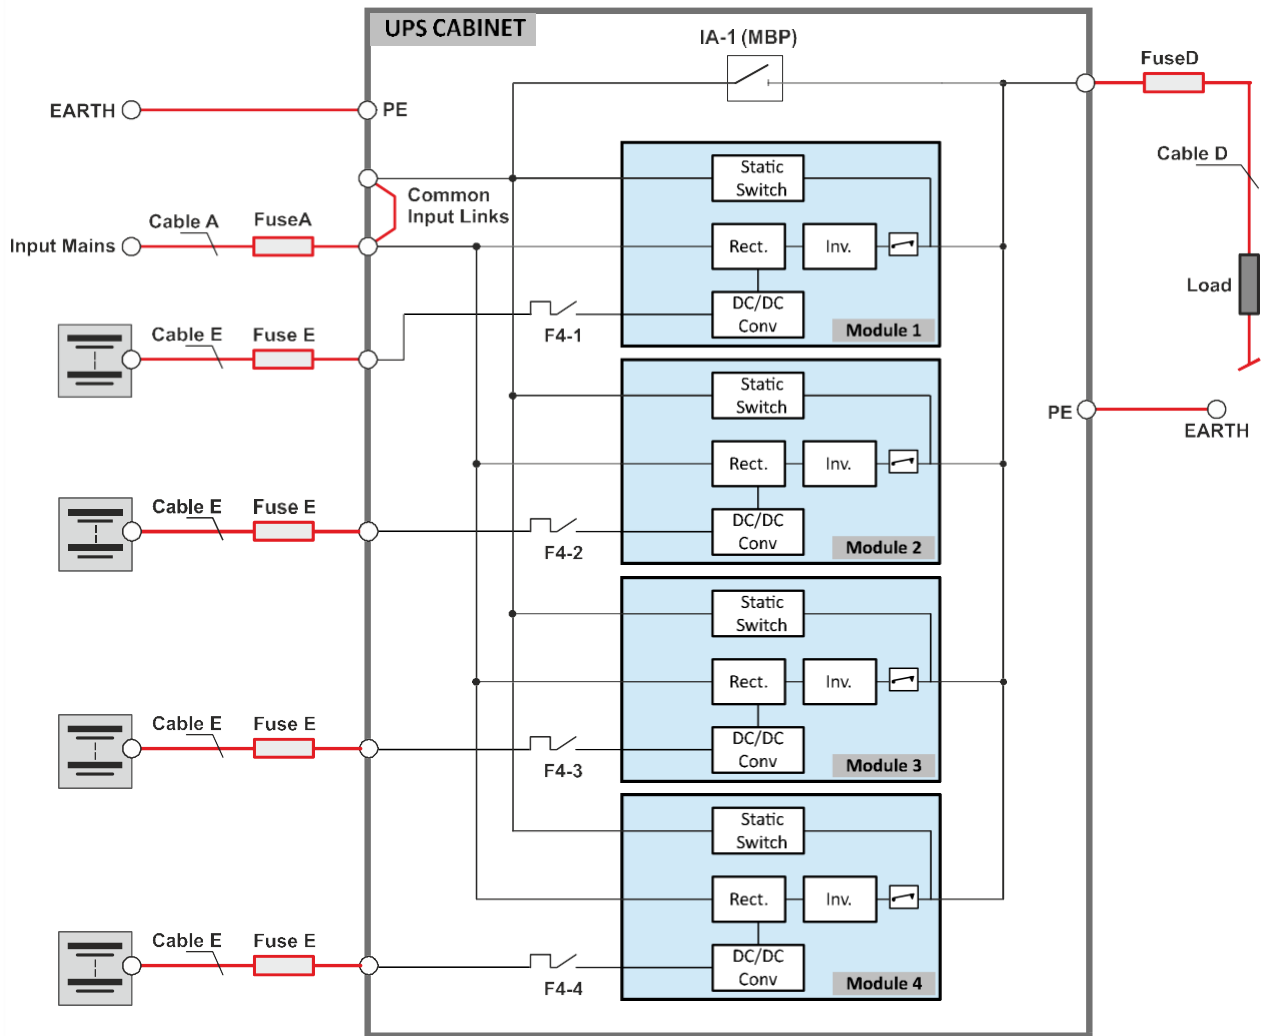 UPS CABINET
IA-1 (MBP)
FuseD
EARTH
PE
Cable D
Static
Switch
Common
Input Links
Cable A
FuseA
Input Mains
Rect.
Inv.
Load
DC/DC
Conv
F4-1
Module 1
Cable E
Fuse E
Static
Switch
PE
EARTH
Rect.
Inv.
Cable E
Fuse E
DC/DC
Conv
F4-2
Module 2
Static
Switch
Rect.
Inv.
Cable E
Fuse E
DC/DC
Conv
F4-3
Module 3
Static
Switch
Rect.
Inv.
Cable E
Fuse E
DC/DC
Conv
F4-4
Module 4